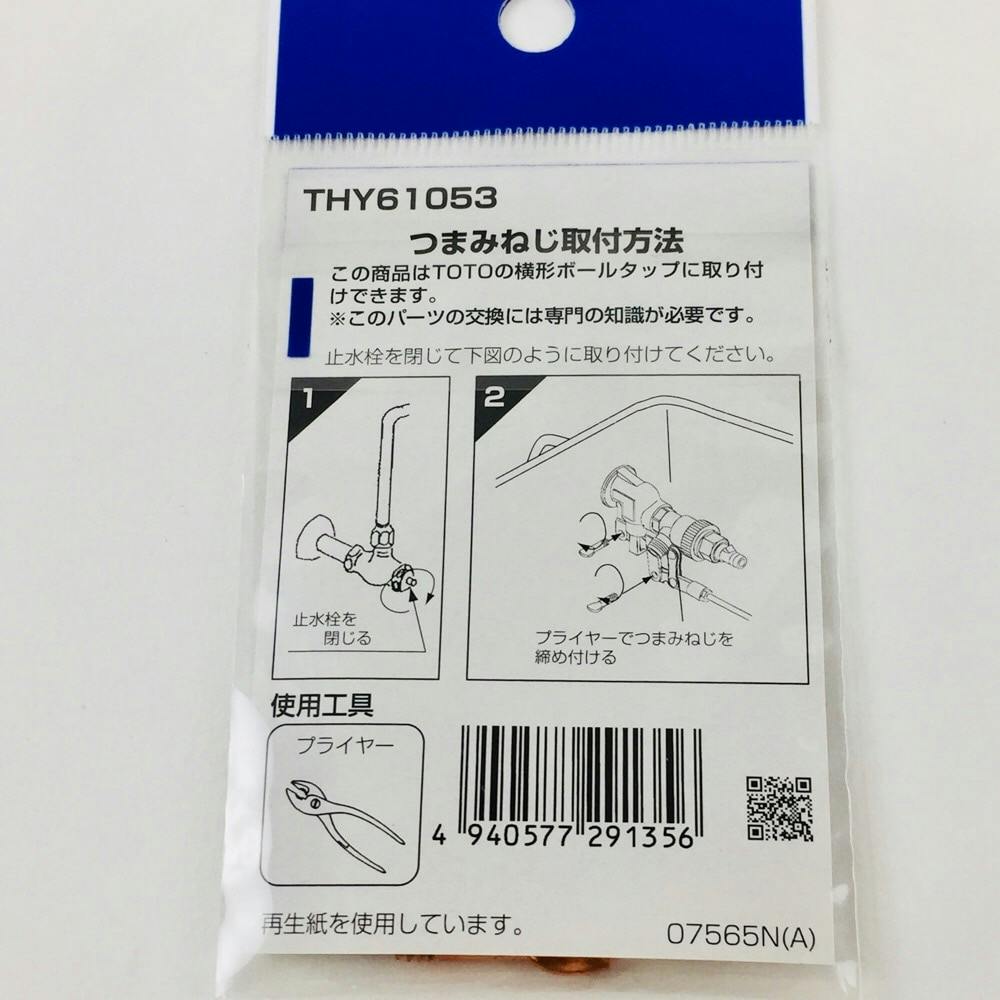 THY61053
つまみねじ取付方法
この商品はTOTOの横形ボールタップに取り付
けできます。
※このパーツの交換には専門の知識が必要です。
止水栓を閉じて下図のように取り付けてください。
1
止水栓を
閉じる
2
プライヤーでつまみねじを
締め付ける
使用工具
プライヤー
4 940577 291356
再生紙を使用しています。
07565N(A)